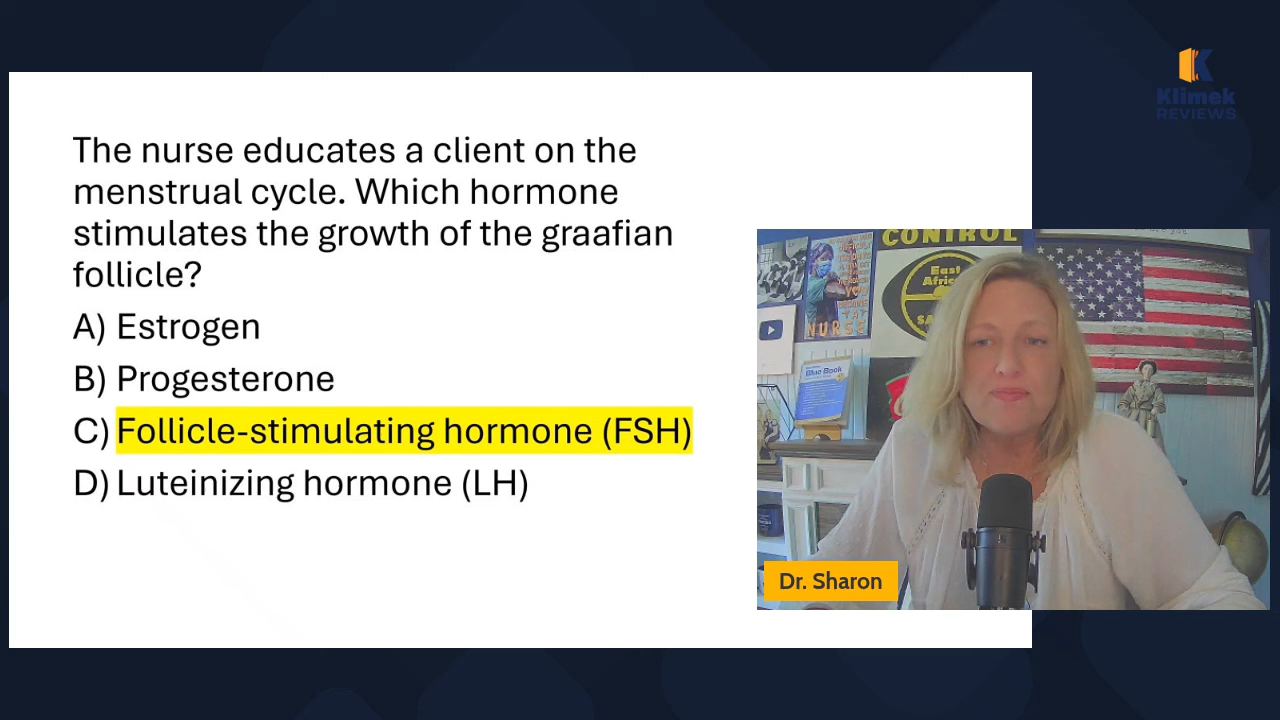 The nurse educates a client on the
menstrual cycle. Which hormone
stimulates the growth of the graafian
follicle?
A) Estrogen
B) Progesterone
C) Follicle-stimulating hormone (FSH)
D) Luteinizing hormone (LH)
Klimek
REVIEWS
CONTROL
East
NURSE
Blue Book
Dr. Sharon